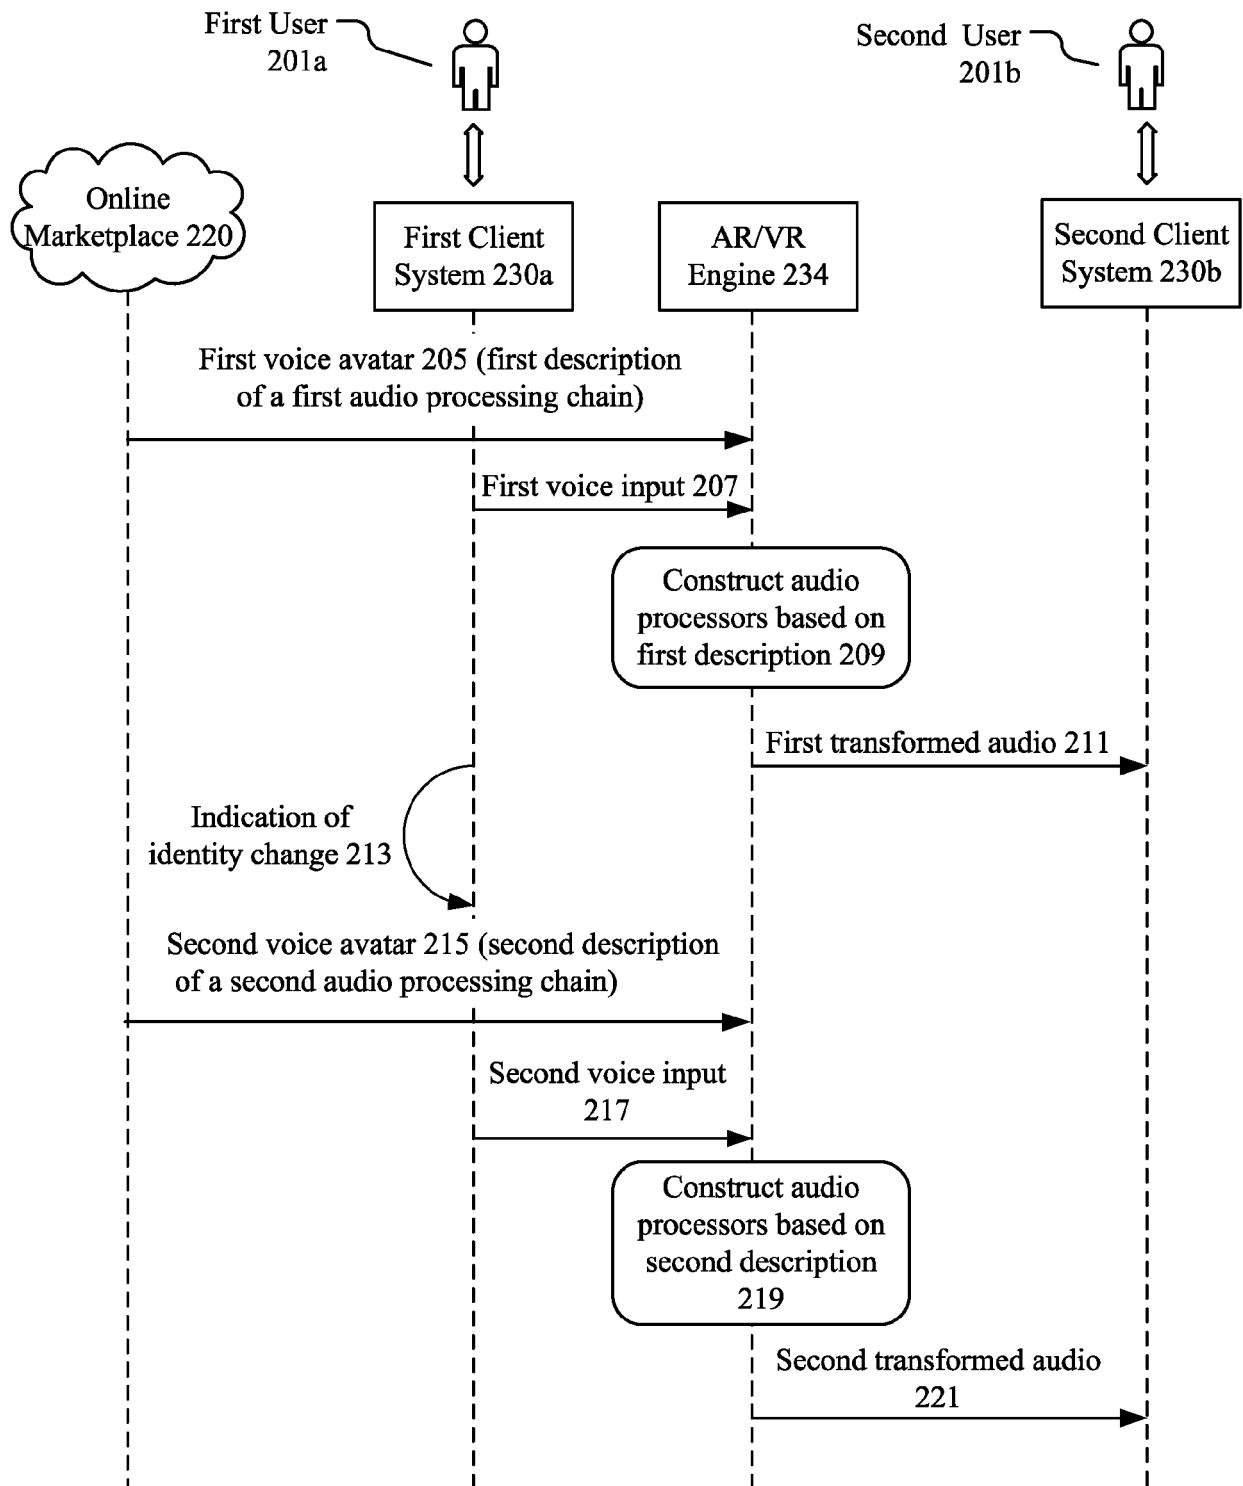 First User
201a
Second User
201b
Online
Marketplace 220
First Client
System 230a
AR/VR
Engine 234
Second Client
System 230b
First voice avatar 205 (first description
of a first audio processing chain)
First voice input 207
Construct audio
processors based on
first description 209
First transformed audio 211
Indication of
identity change 213
Second voice avatar 215 (second description
of a second audio processing chain)
Second voice input
217
Construct audio
processors based on
second description
219
Second transformed audio
221